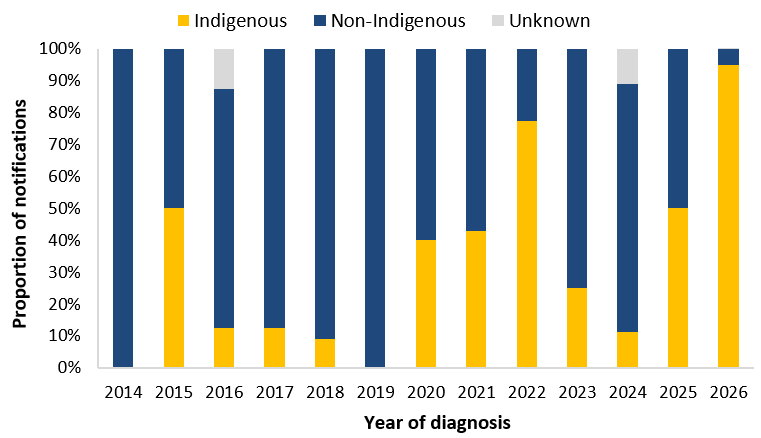 Indigenous Non-Indigenous Unknown
100%
90%
80%
70%
60%
50%
40%
30%
20%
10%
0%
Proportion of notifications
2014 2015 2016 2017 2018 2019 2020 2021 2022 2023 2024 2025 2026
Year of diagnosis